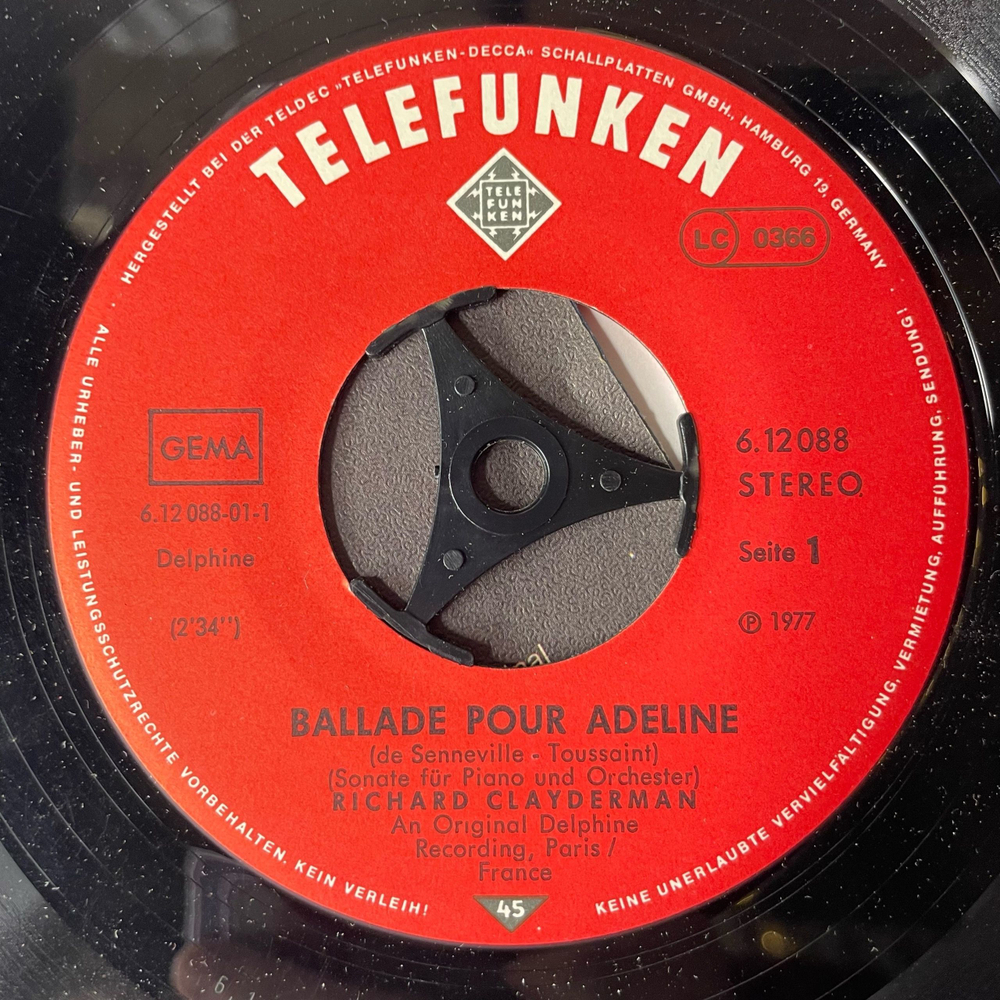 HERGESTELLT BEI DER TELDEC »TELEFUNKEN-DECCA« SCHALLPLATTEN GMBH., HAMBURG 19, GERMANY
TELEFUNKEN
TELE
FUN
KEN
LC 0366
GEMA
6.12 088-01-1
Delphine
(2'34")
6.12088
STEREO
Seite 1
℗ 1977
BALLADE POUR ADELINE
(de Senneville - Toussaint)
(Sonate für Piano und Orchester)
RICHARD CLAYDERMAN
An Original Delphine
Recording, Paris /
France
45
ALLE URHEBER- UND LEISTUNGSSCHUTZRECHTE VORBEHALTEN. KEIN VERLEIH!
KEINE UNERLAUBTE VERVIELFÄLTIGUNG, VERMIETUNG, AUFFÜHRUNG, SENDUNG!